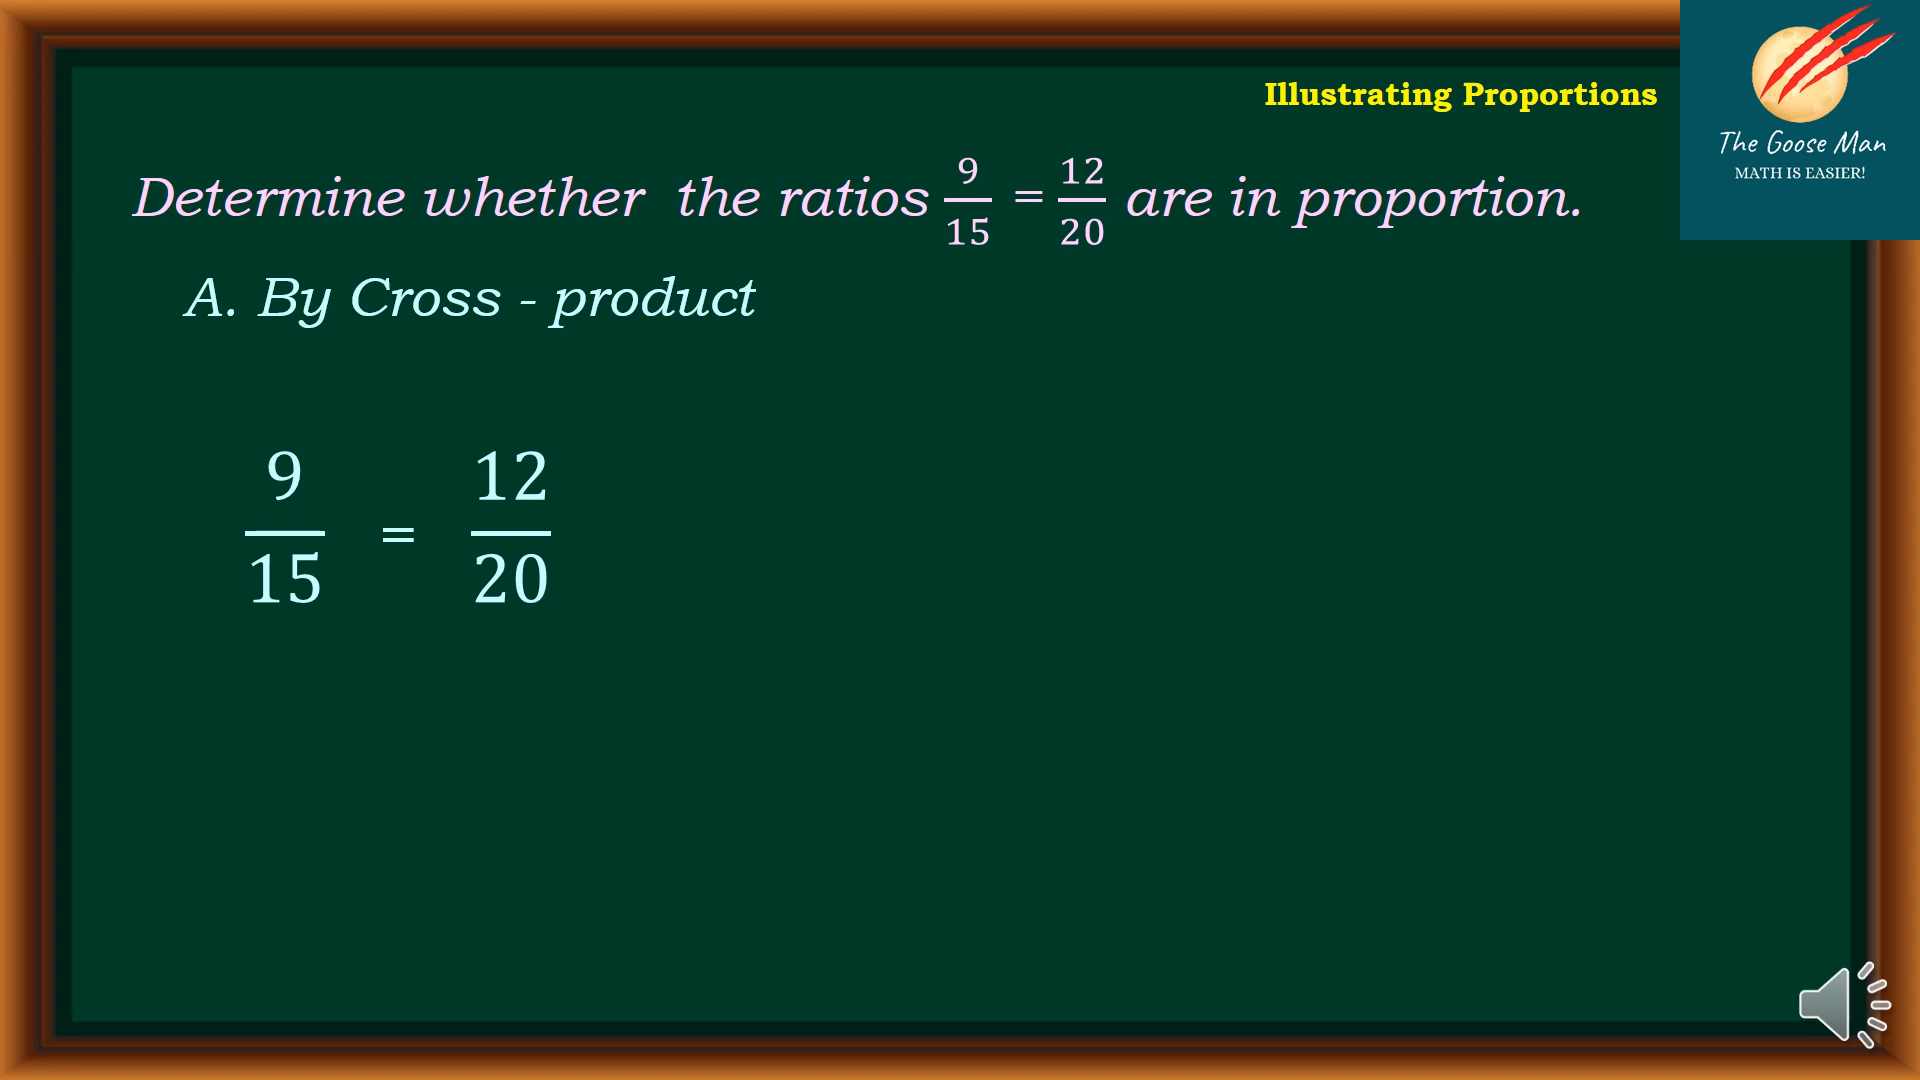 Illustrating Proportions
The Goose Man
MATH IS EASIER!
Determine whether the ratios 9/15 = 12/20 are in proportion.
A. By Cross - product
9/15 = 12/20